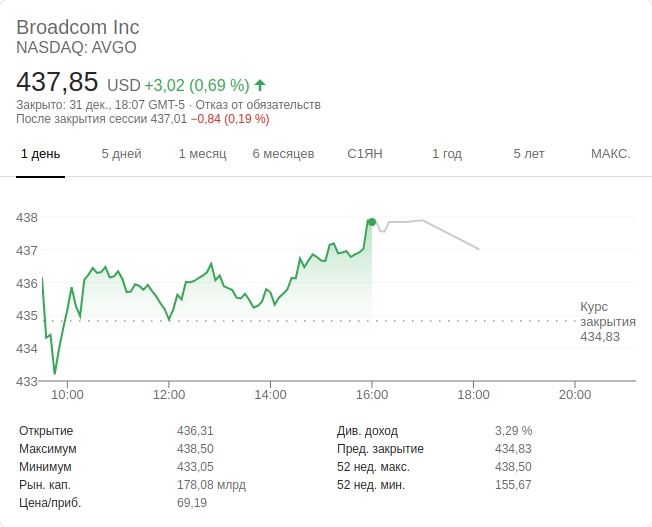 Broadcom Inc
NASDAQ: AVGO
437,85 USD +3,02 (0,69 %)
Закрыто: 31 дек., 18:07 GMT-5 · Отказ от обязательств
После закрытия сессии 437,01 −0,84 (0,19 %)
1 день 5 дней 1 месяц 6 месяцев С1ЯН 1 год 5 лет МАКС.
438
437
436
435
434
433
Курс
закрытия
434,83
10:00 12:00 14:00 16:00 18:00 20:00
Открытие 436,31 Див. доход 3,29 %
Максимум 438,50 Пред. закрытие 434,83
Минимум 433,05 52 нед. макс. 438,50
Рын. кап. 178,08 млрд 52 нед. мин. 155,67
Цена/приб. 69,19